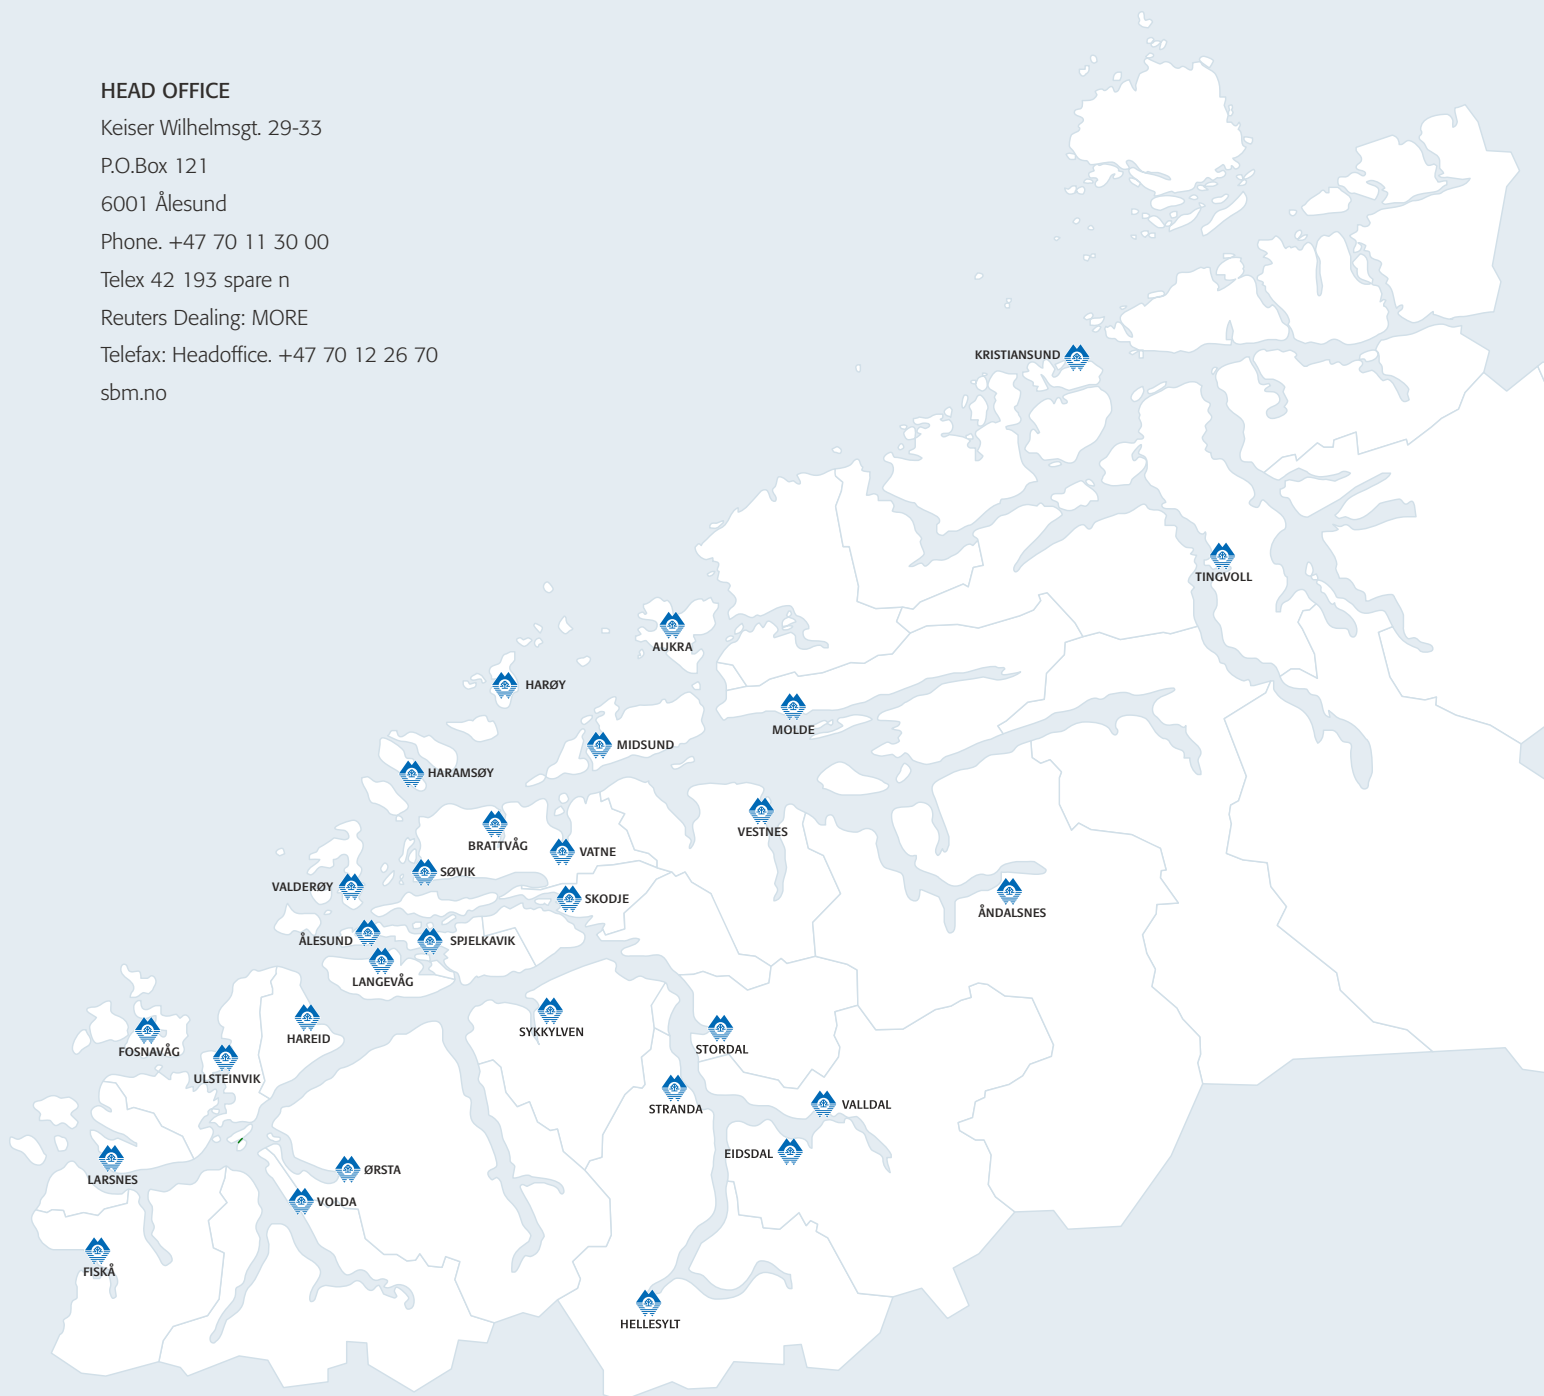 HEAD OFFICE
Keiser Wilhelmsgt. 29-33
P.O.Box 121
6001 Ålesund
Phone. +47 70 11 30 00
Telex 42 193 spare n
Reuters Dealing: MORE
Telefax: Headoffice. +47 70 12 26 70
sbm.no
KRISTIANSUND
TINGVOLL
AUKRA
HARØY
MOLDE
MIDSUND
HARAMSØY
VESTNES
BRATTVÅG
VATNE
SØVIK
VALDERØY
SKODJE
ÅNDALSNES
ÅLESUND
SPJELKAVIK
LANGEVÅG
SYKKYLVEN
HAREID
STORDAL
FOSNAVÅG
ULSTEINVIK
VALLDAL
STRANDA
EIDSDAL
ØRSTA
LARSNES
VOLDA
FISKÅ
HELLESYLT